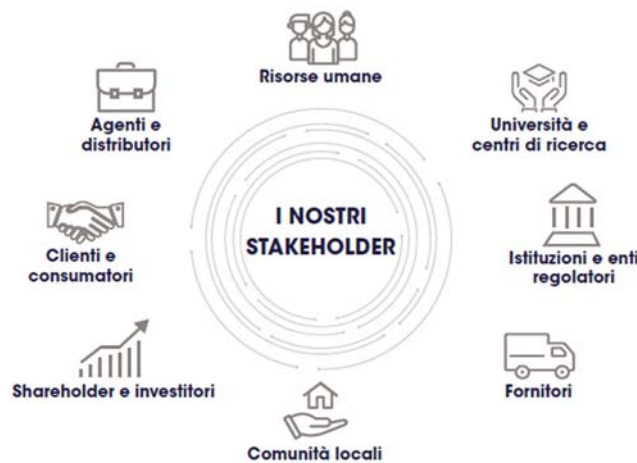 Risorse umane
Agenti e
distributori
Università e
centri di ricerca
I NOSTRI
STAKEHOLDER
Clienti e
consumatori
Istituzioni e enti
regolatori
Shareholder e investitori
Fornitori
Comunità locali